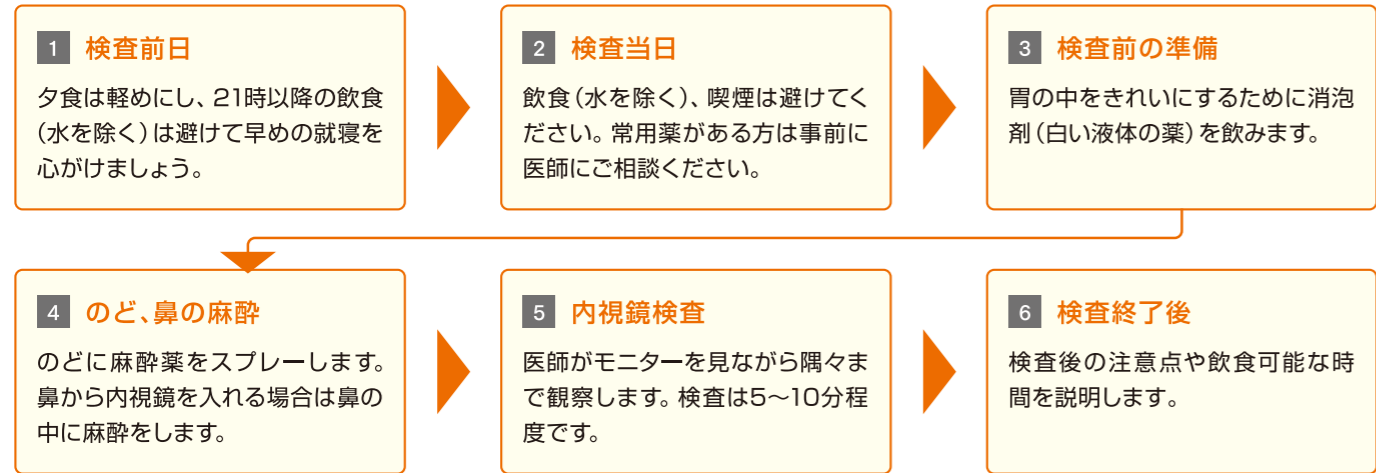 1 検査前日
夕食は軽めにし、21時以降の飲食
(水を除く)は避けて早めの就寝を
心がけましょう。
2 検査当日
飲食(水を除く)、喫煙は避けてく
ださい。常用薬がある方は事前に
医師にご相談ください。
3 検査前の準備
胃の中をきれいにするために消泡
剤(白い液体の薬)を飲みます。
4 のど、鼻の麻酔
のどに麻酔薬をスプレーします。
鼻から内視鏡を入れる場合は鼻の
中に麻酔をします。
5 内視鏡検査
医師がモニターを見ながら隅々ま
で観察します。検査は5〜10分程
度です。
6 検査終了後
検査後の注意点や飲食可能な時
間を説明します。